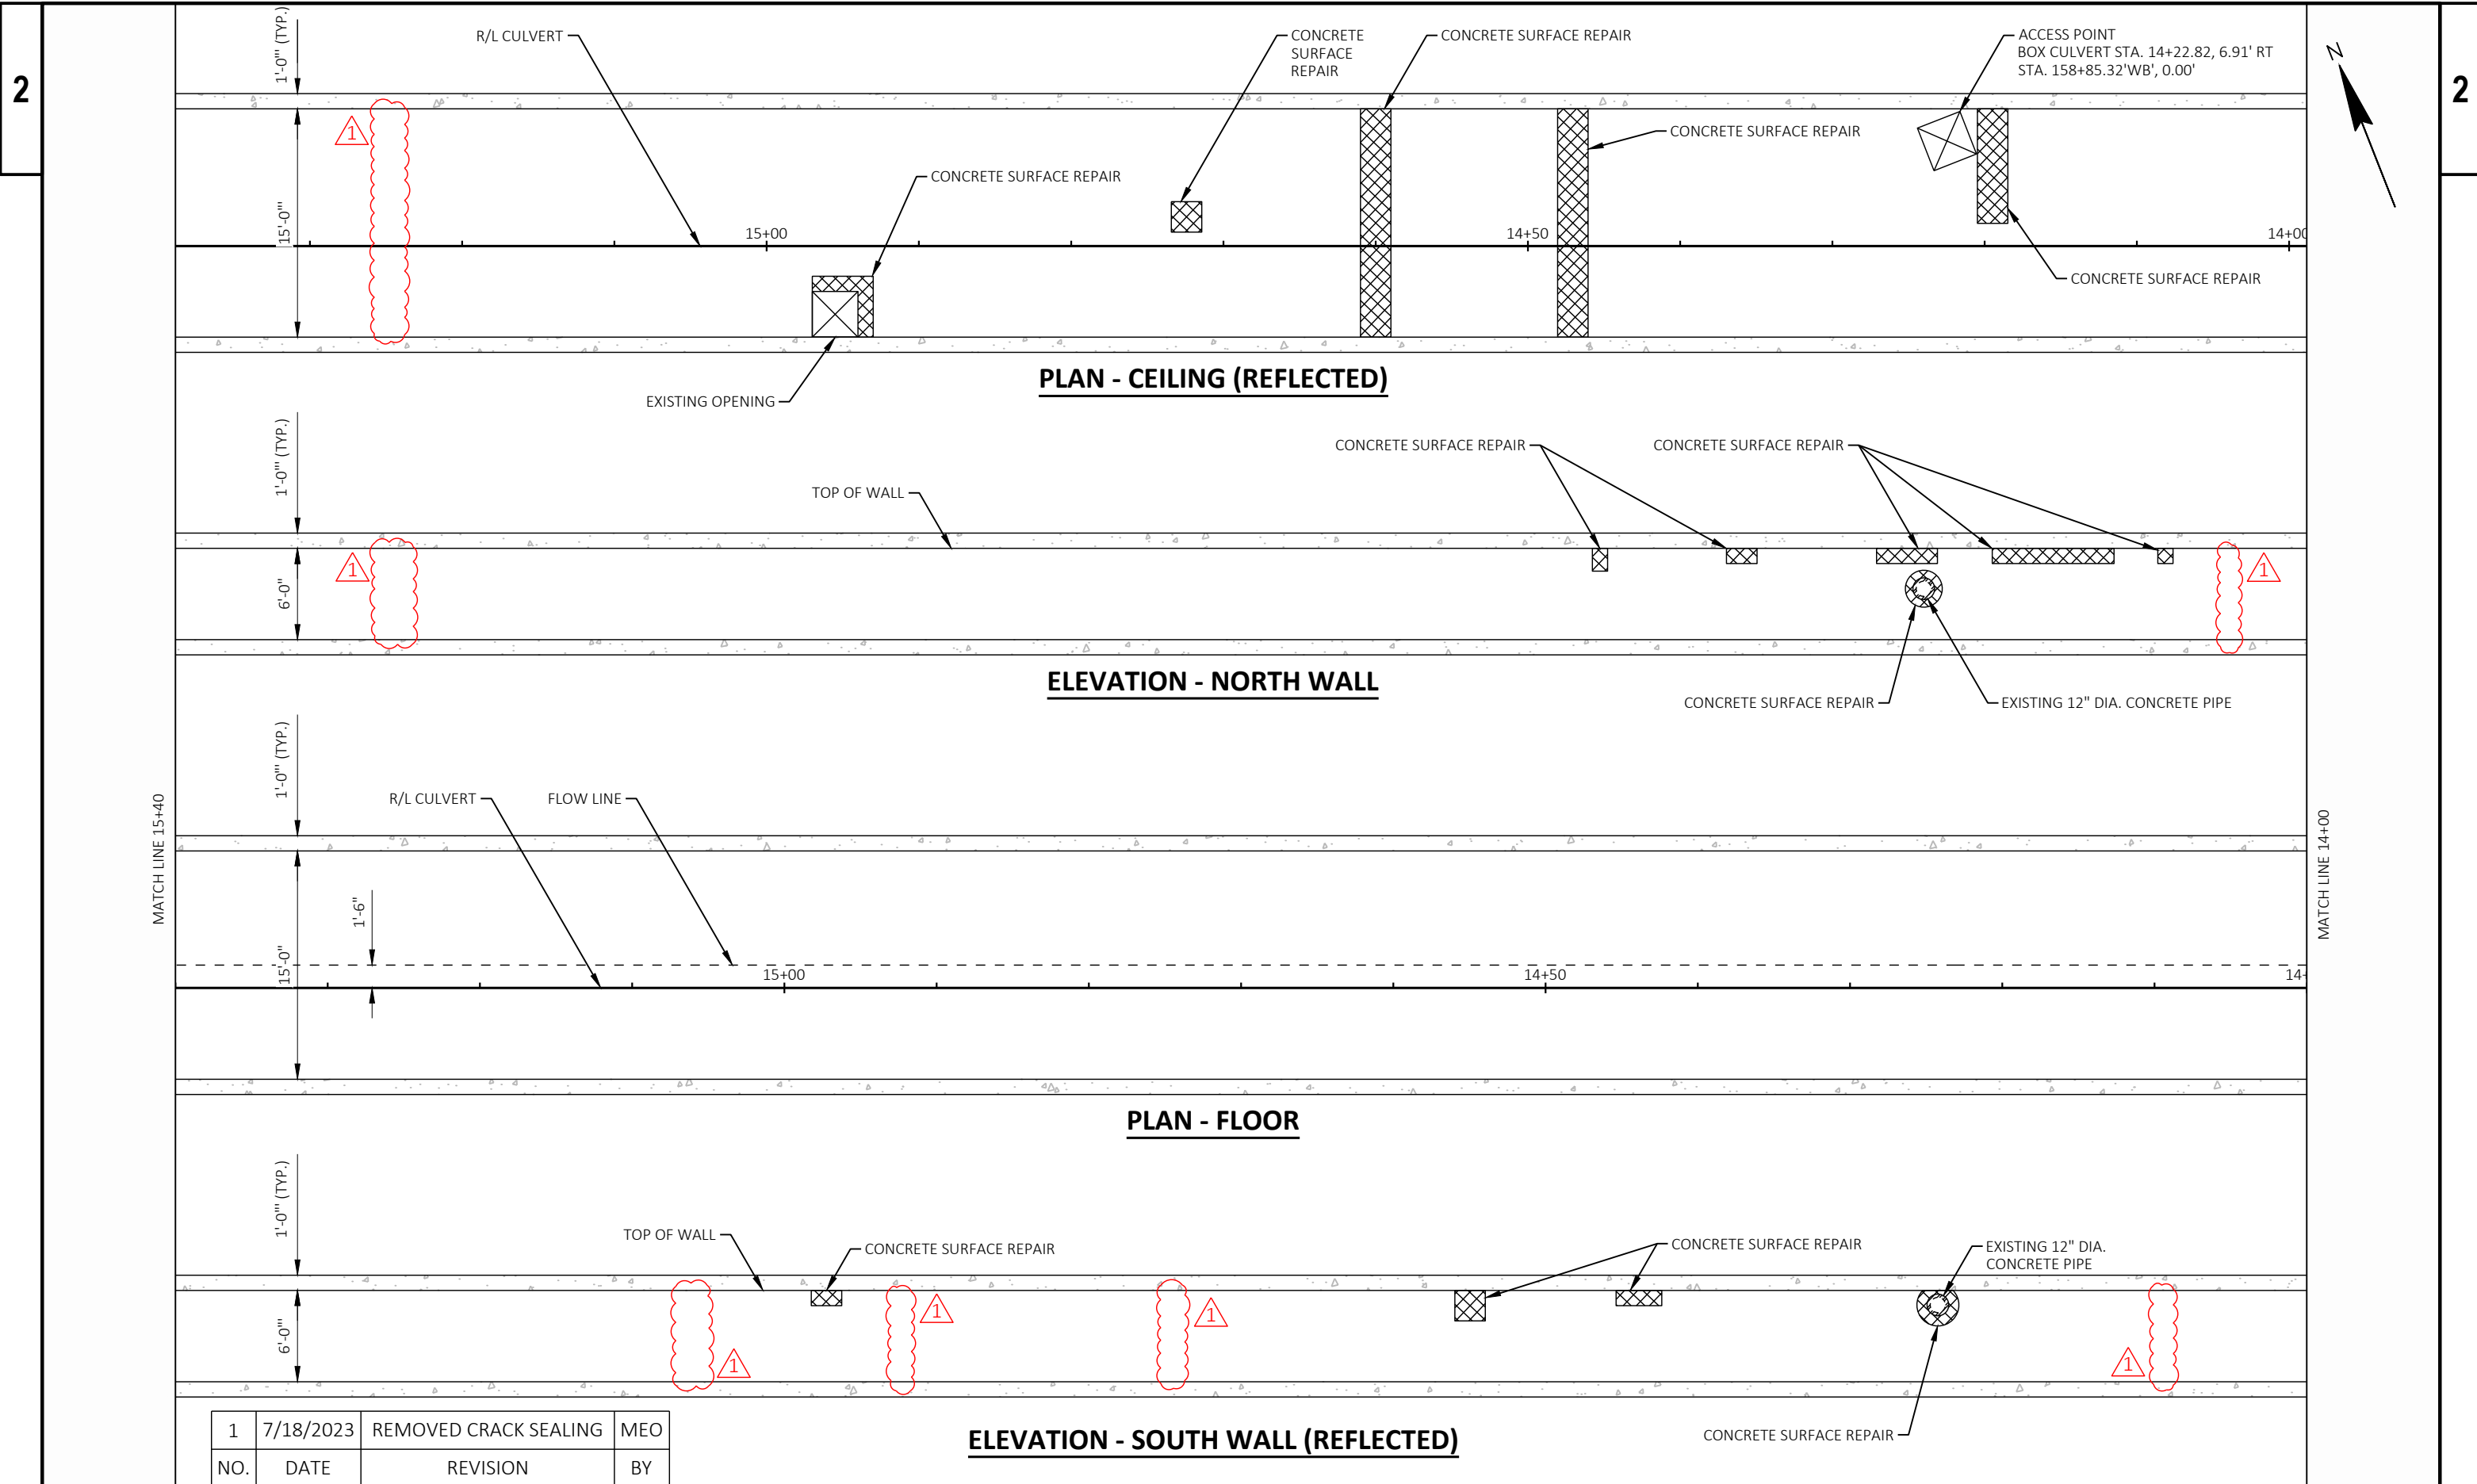 2
2
1'-0"' (TYP.)
R/L CULVERT
CONCRETE
SURFACE
REPAIR
CONCRETE SURFACE REPAIR
ACCESS POINT
BOX CULVERT STA. 14+22.82, 6.91' RT
STA. 158+85.32'WB', 0.00'
N
1
CONCRETE SURFACE REPAIR
CONCRETE SURFACE REPAIR
15'-0"'
15+00
14+50
14+00
CONCRETE SURFACE REPAIR
PLAN - CEILING (REFLECTED)
EXISTING OPENING
1'-0"' (TYP.)
CONCRETE SURFACE REPAIR
CONCRETE SURFACE REPAIR
TOP OF WALL
1
1
6'-0"
ELEVATION - NORTH WALL
CONCRETE SURFACE REPAIR
EXISTING 12" DIA. CONCRETE PIPE
1'-0"' (TYP.)
R/L CULVERT
FLOW LINE
MATCH LINE 15+40
MATCH LINE 14+00
1'-6"
15'-0"
15+00
14+50
14+
PLAN - FLOOR
1'-0"' (TYP.)
TOP OF WALL
CONCRETE SURFACE REPAIR
CONCRETE SURFACE REPAIR
EXISTING 12" DIA.
CONCRETE PIPE
1
1
6'-0"'
1
1
CONCRETE SURFACE REPAIR
ELEVATION - SOUTH WALL (REFLECTED)
1 7/18/2023 REMOVED CRACK SEALING MEO
NO. DATE REVISION BY